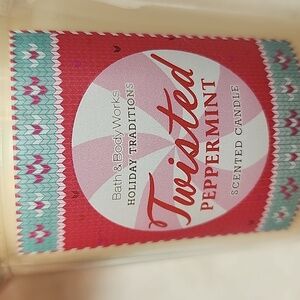 Bath & Body Works
HOLIDAY TRADITIONS
Twisted
PEPPERMINT
SCENTED CANDLE